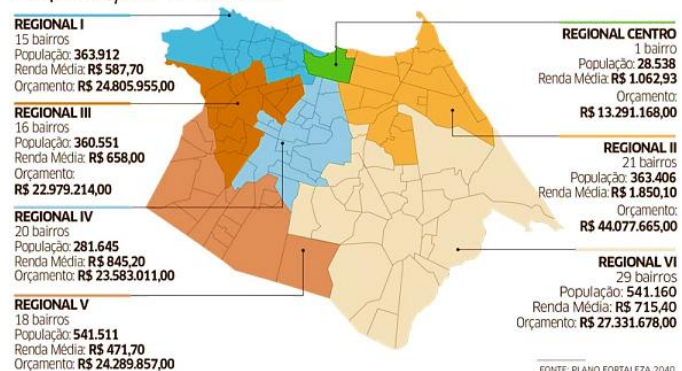 REGIONAL I
15 bairros
População: 363.912
Renda Média: R$ 587,70
Orçamento: R$ 24.805.955,00
REGIONAL III
16 bairros
População: 360.551
Renda Média: R$ 658,00
Orçamento:
R$ 22.979.214,00
REGIONAL IV
20 bairros
População: 281.645
Renda Média: R$ 845,20
Orçamento: R$ 23.583.011,00
REGIONAL V
18 bairros
População: 541.511
Renda Média: R$ 471,70
Orçamento: R$ 24.289.857,00
REGIONAL CENTRO
1 bairro
População: 28.538
Renda Média: R$ 1.062,93
Orçamento:
R$ 13.291.168,00
REGIONAL II
21 bairros
População: 363.406
Renda Média: R$ 1.850,10
Orçamento:
R$ 44.077.665,00
REGIONAL VI
29 bairros
População: 541.160
Renda Média: R$ 715,40
Orçamento: R$ 27.331.678,00
FONTE: PLANO FORTALEZA 2040